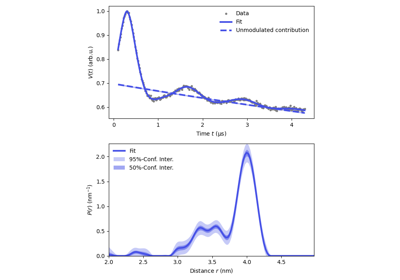 1.0
0.9
0.8
0.7
0.6
V(t) (arb.u.)
Data
Fit
Unmodulated contribution
0 1 2 3 4
Time t (μs)
2.0
1.5
1.0
0.5
0.0
P(r) (nm⁻¹)
Fit
95%-Conf. Inter.
50%-Conf. Inter.
2.0 2.5 3.0 3.5 4.0 4.5
Distance r (nm)